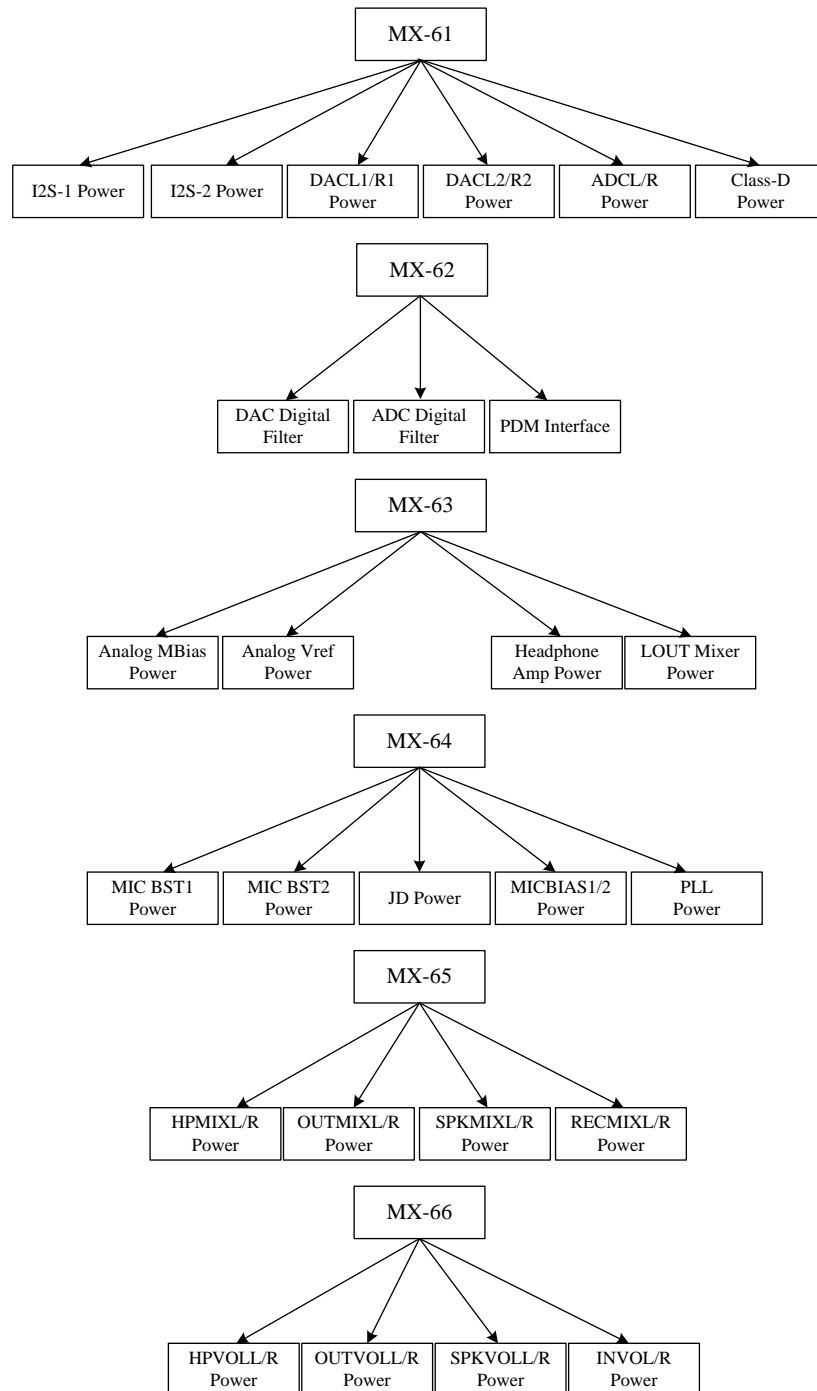 MX-61
I2S-1 Power
I2S-2 Power
DACL1/R1
Power
DACL2/R2
Power
ADCL/R
Power
Class-D
Power
MX-62
DAC Digital
Filter
ADC Digital
Filter
PDM Interface
MX-63
Analog MBias
Power
Analog Vref
Power
Headphone
Amp Power
LOUT Mixer
Power
MX-64
MIC BST1
Power
MIC BST2
Power
JD Power
MICBIAS1/2
Power
PLL
Power
MX-65
HPMIXL/R
Power
OUTMIXL/R
Power
SPKMIXL/R
Power
RECMIXL/R
Power
MX-66
HPVOLL/R
Power
OUTVOLL/R
Power
SPKVOLL/R
Power
INVOL/R
Power